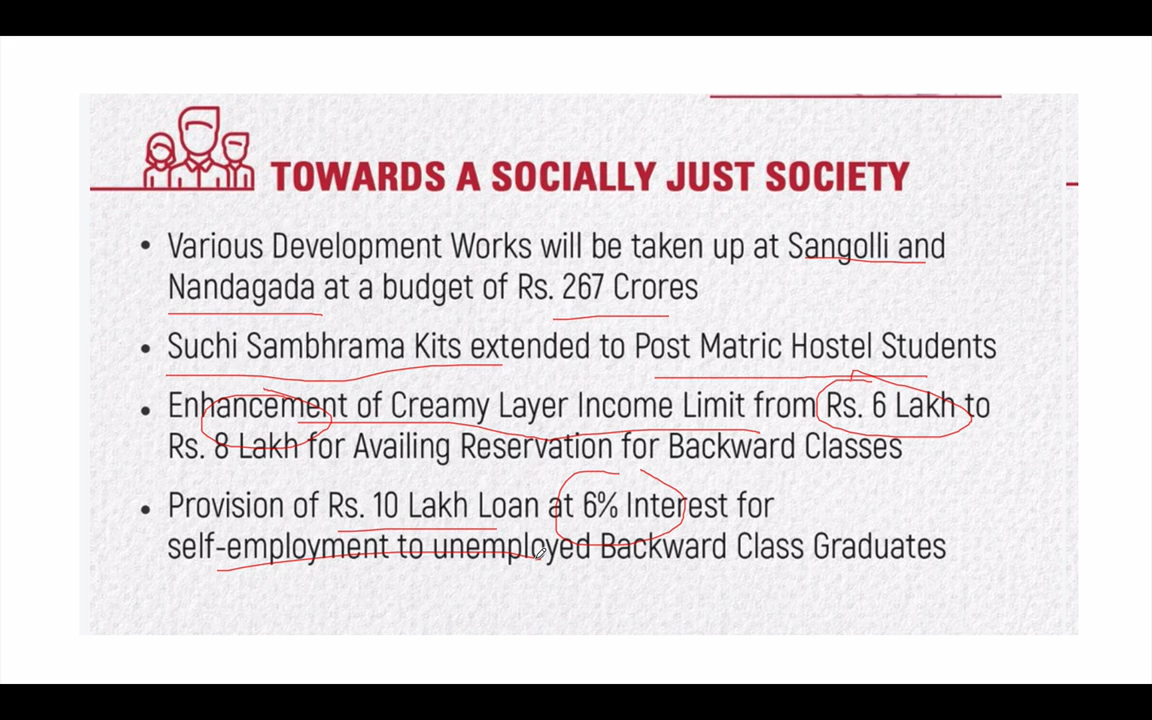 TOWARDS A SOCIALLY JUST SOCIETY
• Various Development Works will be taken up at Sangolli and
Nandagada at a budget of Rs. 267 Crores
• Suchi Sambhrama Kits extended to Post Matric Hostel Students
• Enhancement of Creamy Layer Income Limit from Rs. 6 Lakh to
Rs. 8 Lakh for Availing Reservation for Backward Classes
• Provision of Rs. 10 Lakh Loan at 6% Interest for
self-employment to unemployed Backward Class Graduates